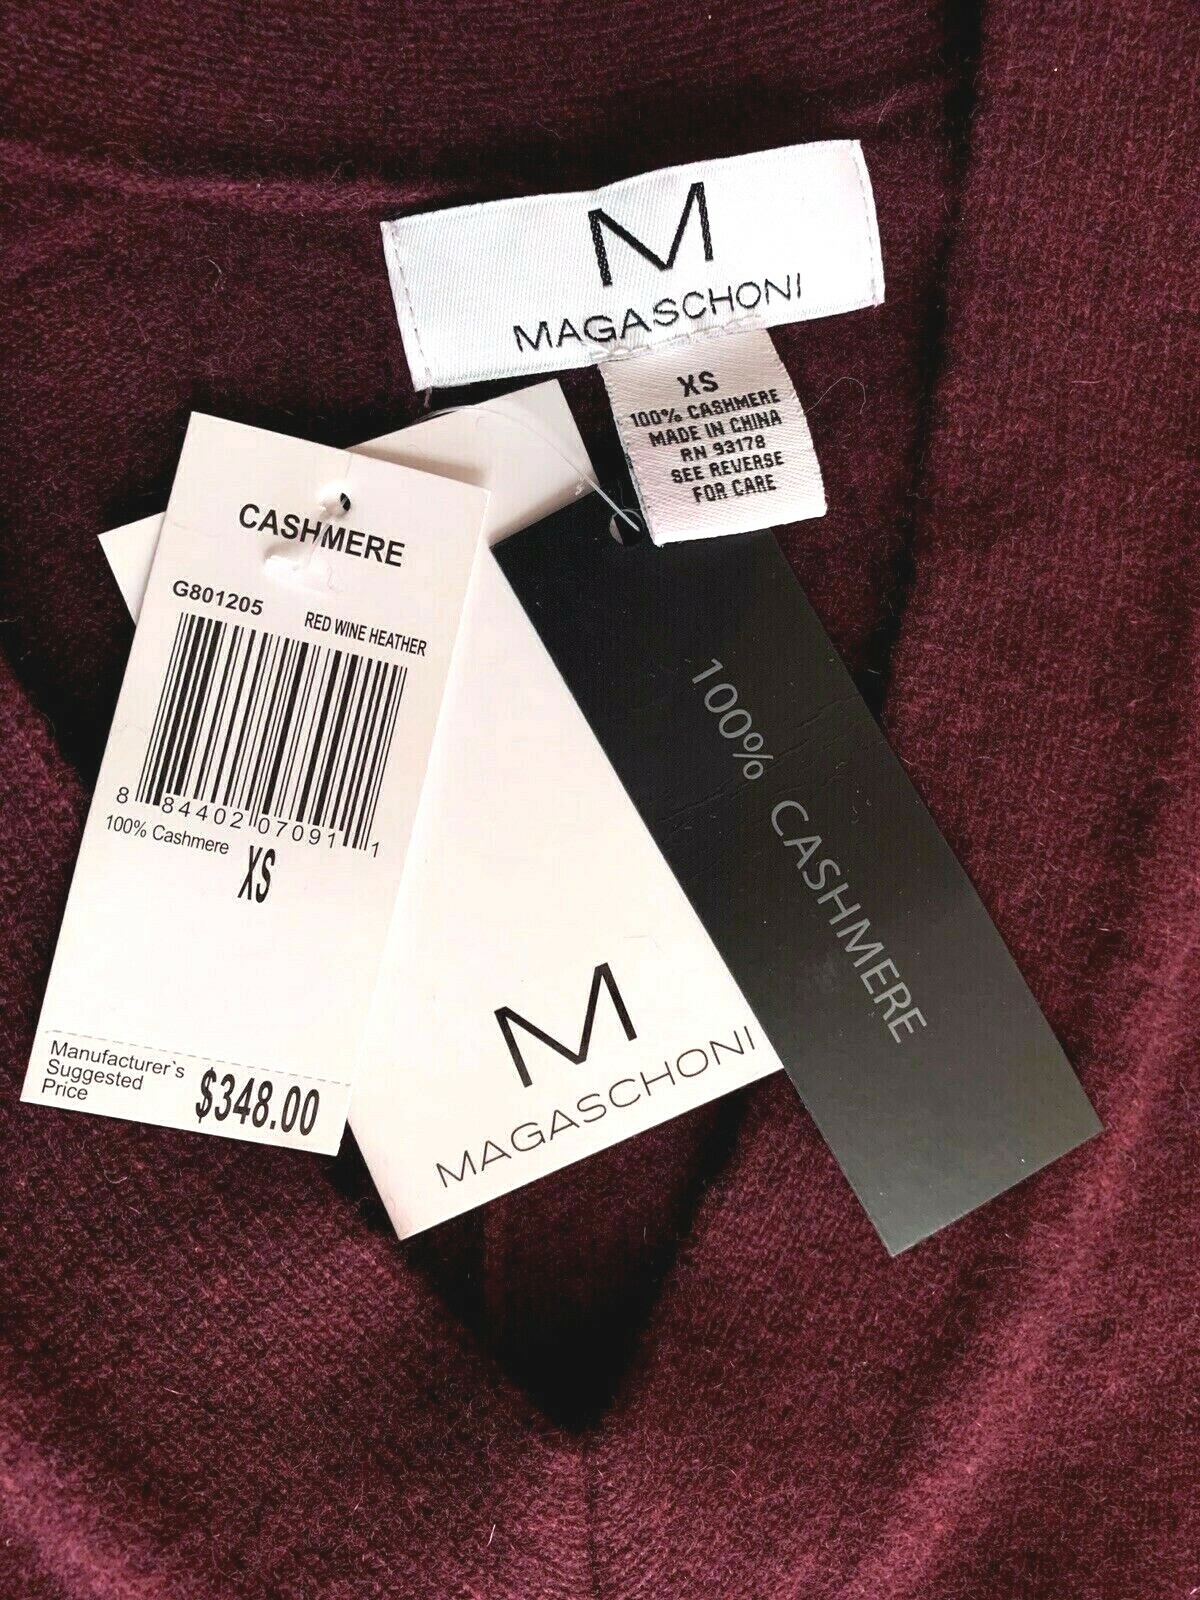 M
MAGASCHONI
XS
100% CASHMERE
MADE IN CHINA
RN 93178
SEE REVERSE
FOR CARE
CASHMERE
G801205
RED WINE HEATHER
8 84402 07091 1
100% Cashmere
XS
Manufacturer`s
Suggested
Price
$348.00
M
MAGASCHONI
100% CASHMERE